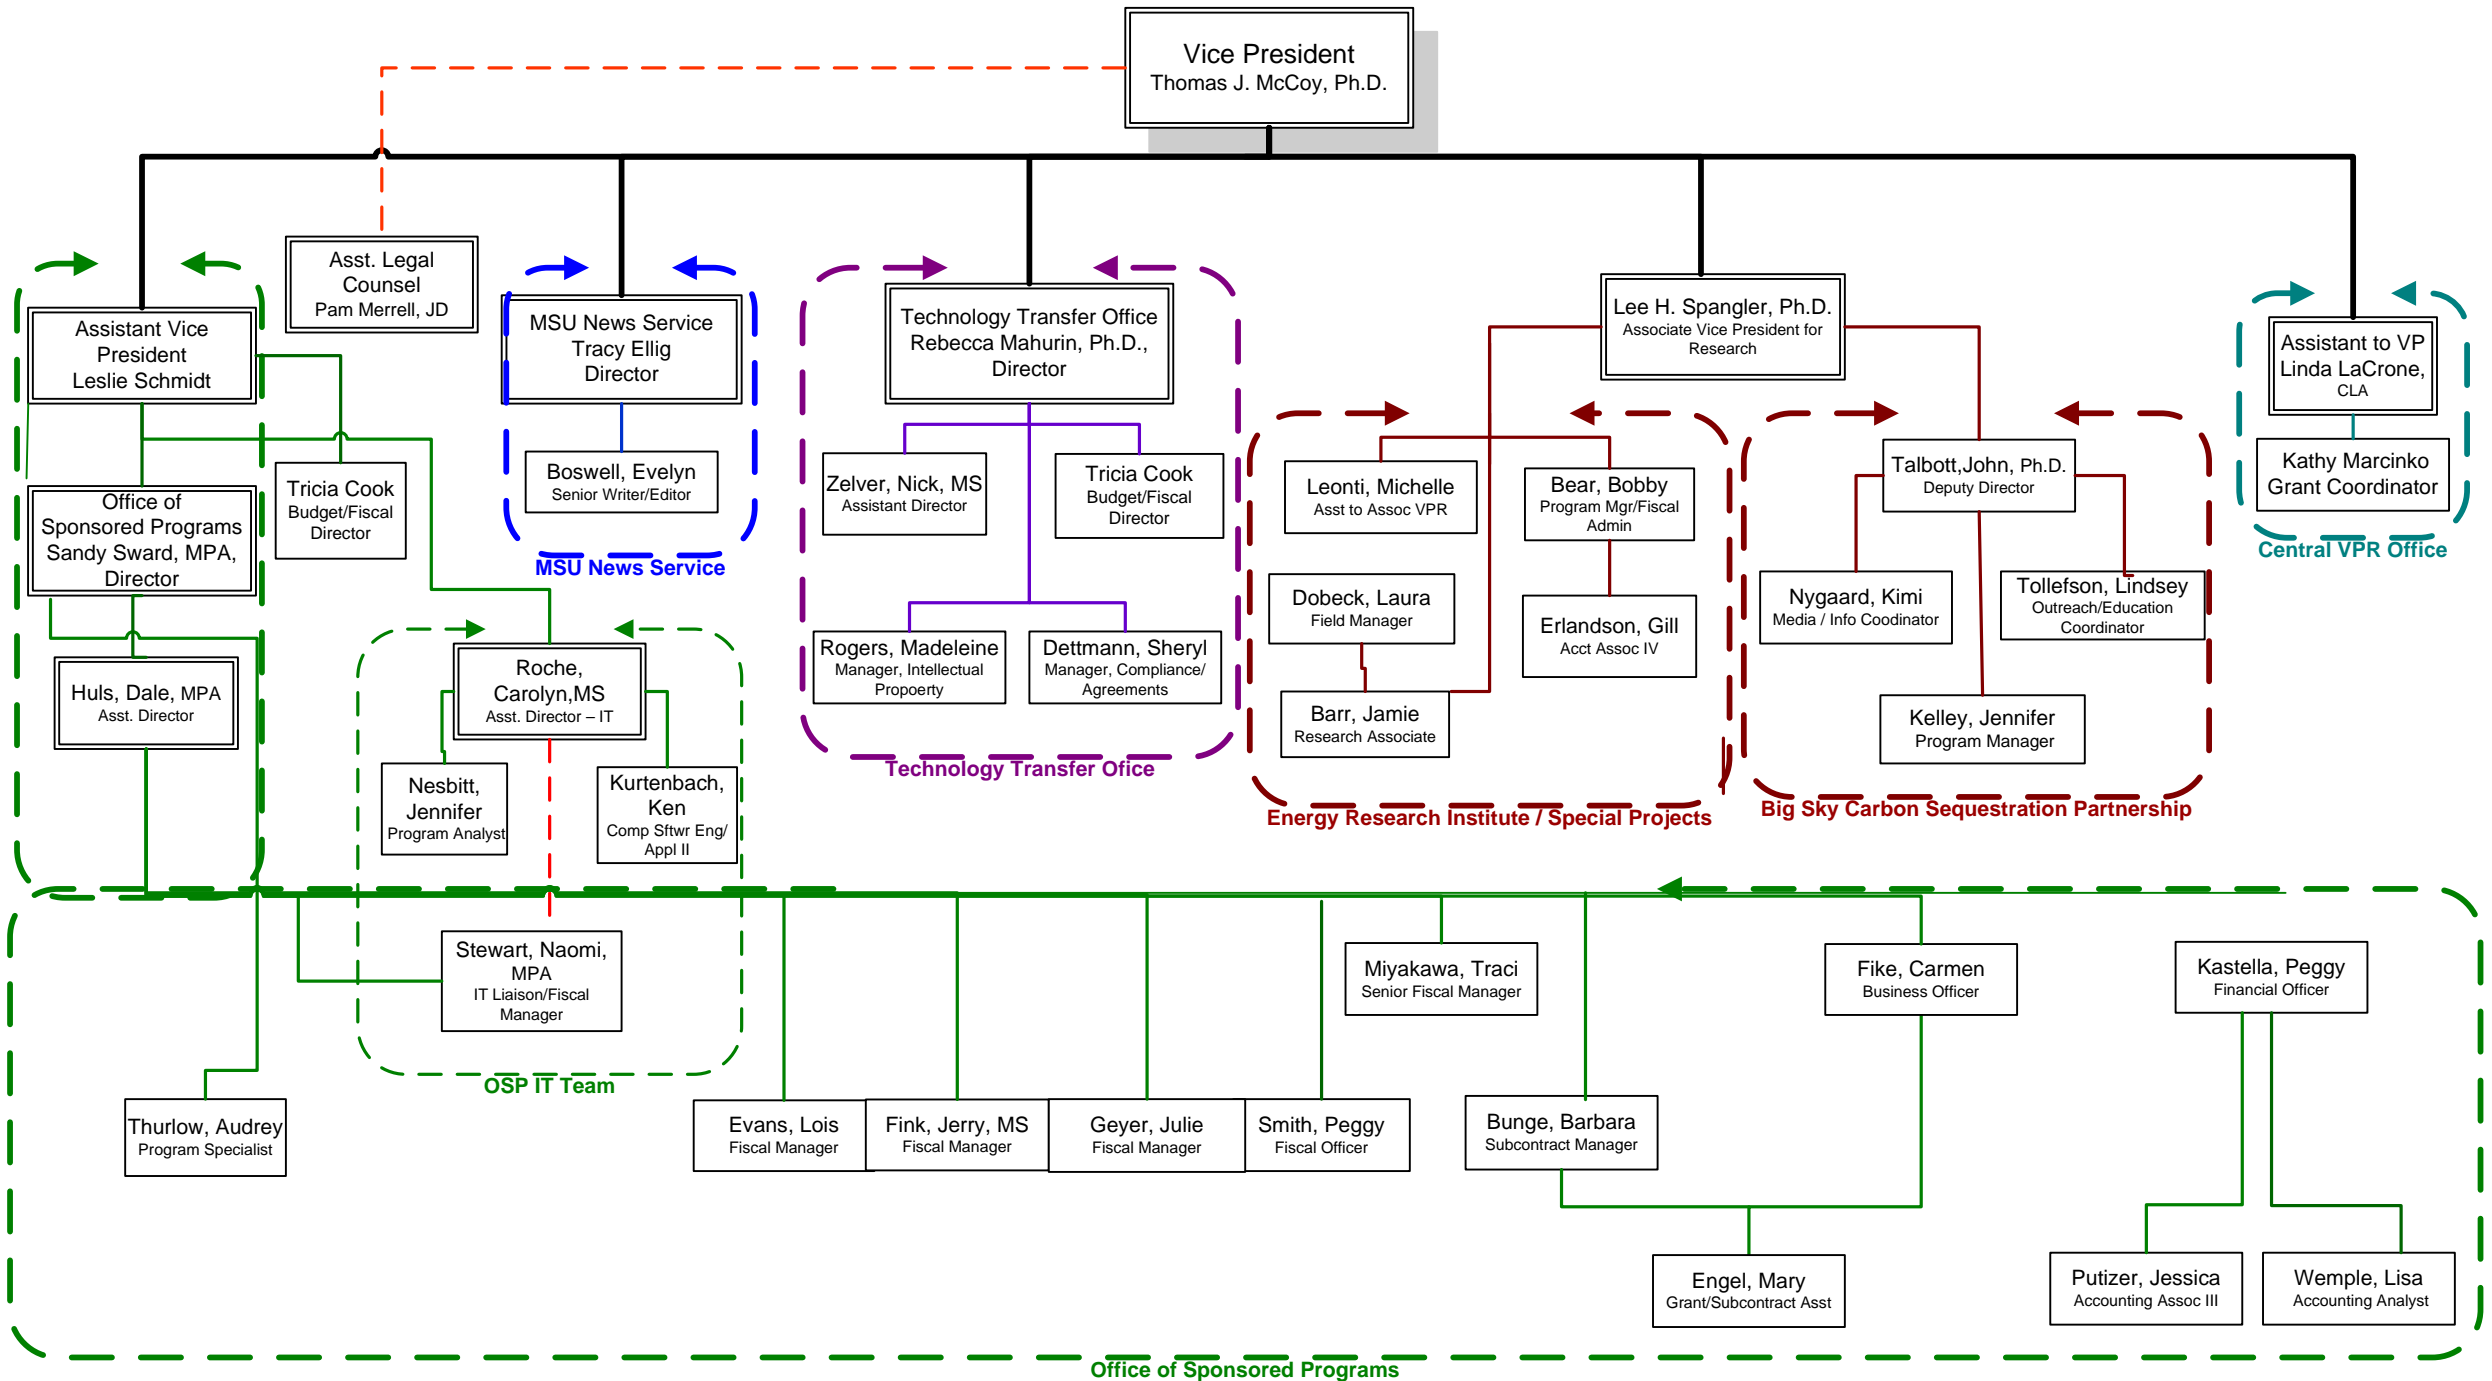 Vice President
Thomas J. McCoy, Ph.D.
Asst. Legal
Counsel
Pam Merrell, JD
Assistant Vice
President
Leslie Schmidt
MSU News Service
Tracy Ellig
Director
Technology Transfer Office
Rebecca Mahurin, Ph.D.,
Director
Lee H. Spangler, Ph.D.
Associate Vice President for
Research
Assistant to VP
Linda LaCrone,
CLA
Office of
Sponsored Programs
Sandy Sward, MPA,
Director
Tricia Cook
Budget/Fiscal
Director
Boswell, Evelyn
Senior Writer/Editor
MSU News Service
Zelver, Nick, MS
Assistant Director
Tricia Cook
Budget/Fiscal
Director
Leonti, Michelle
Asst to Assoc VPR
Bear, Bobby
Program Mgr/Fiscal
Admin
Talbott,John, Ph.D.
Deputy Director
Kathy Marcinko
Grant Coordinator
Central VPR Office
Dobeck, Laura
Field Manager
Erlandson, Gill
Acct Assoc IV
Nygaard, Kimi
Media / Info Coodinator
Tollefson, Lindsey
Outreach/Education
Coordinator
Huls, Dale, MPA
Asst. Director
Roche,
Carolyn,MS
Asst. Director – IT
Rogers, Madeleine
Manager, Intellectual
Propoerty
Dettmann, Sheryl
Manager, Compliance/
Agreements
Barr, Jamie
Research Associate
Kelley, Jennifer
Program Manager
Technology Transfer Ofice
Energy Research Institute / Special Projects
Big Sky Carbon Sequestration Partnership
Nesbitt,
Jennifer
Program Analyst
Kurtenbach,
Ken
Comp Sftwr Eng/
Appl II
Stewart, Naomi,
MPA
IT Liaison/Fiscal
Manager
OSP IT Team
Miyakawa, Traci
Senior Fiscal Manager
Fike, Carmen
Business Officer
Kastella, Peggy
Financial Officer
Thurlow, Audrey
Program Specialist
Evans, Lois
Fiscal Manager
Fink, Jerry, MS
Fiscal Manager
Geyer, Julie
Fiscal Manager
Smith, Peggy
Fiscal Officer
Bunge, Barbara
Subcontract Manager
Engel, Mary
Grant/Subcontract Asst
Putizer, Jessica
Accounting Assoc III
Wemple, Lisa
Accounting Analyst
Office of Sponsored Programs